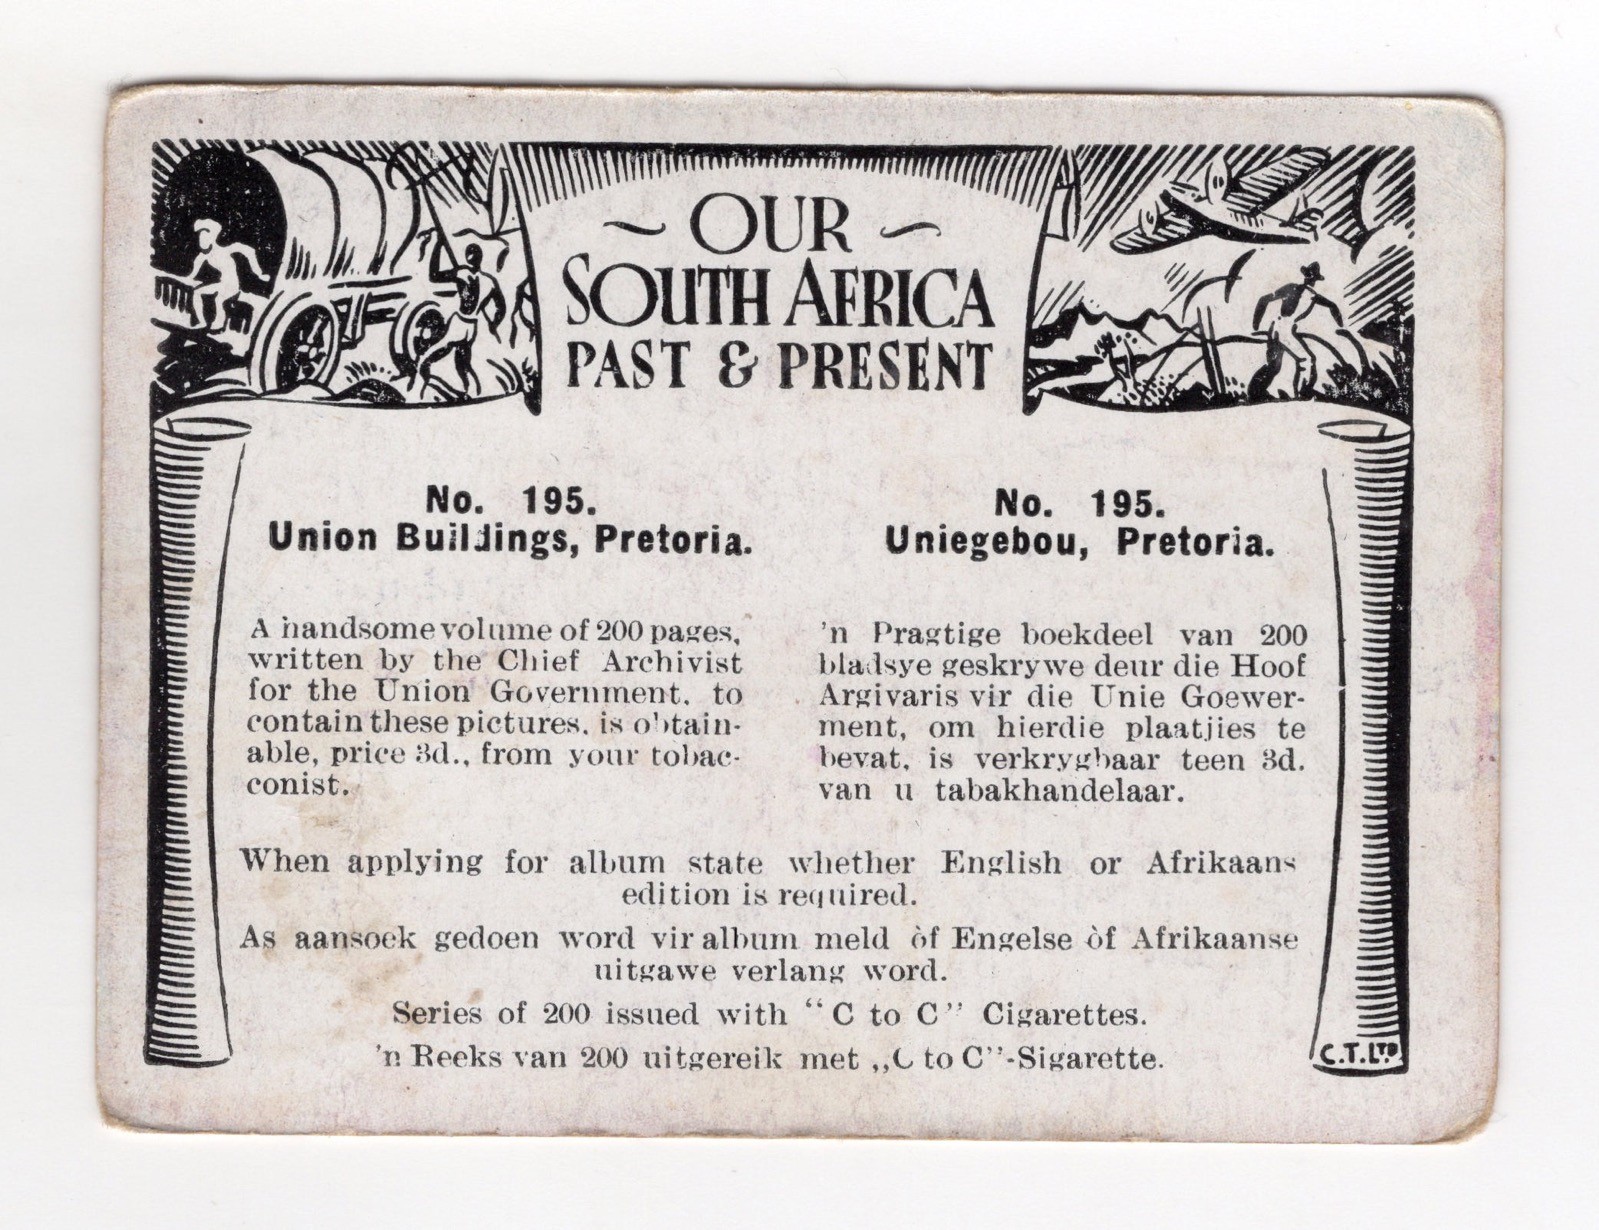 ~ OUR ~
SOUTH AFRICA
PAST & PRESENT
No. 195.
Union Buildings, Pretoria.
A handsome volume of 200 pages,
written by the Chief Archivist
for the Union Government, to
contain these pictures, is obtain-
able, price 3d., from your tobac-
conist.
No. 195.
Uniegebou, Pretoria.
'n Pragtige boekdeel van 200
bladsye geskrywe deur die Hoof
Argivaris vir die Unie Goewer-
ment, om hierdie plaatjies te
bevat, is verkrygbaar teen 3d.
van u tabakhandelaar.
When applying for album state whether English or Afrikaans
edition is required.
As aansoek gedoen word vir album meld òf Engelse òf Afrikaanse
uitgawe verlang word.
Series of 200 issued with "C to C" Cigarettes.
'n Reeks van 200 uitgereik met „C to C"-Sigarette.
C.T.LTD.